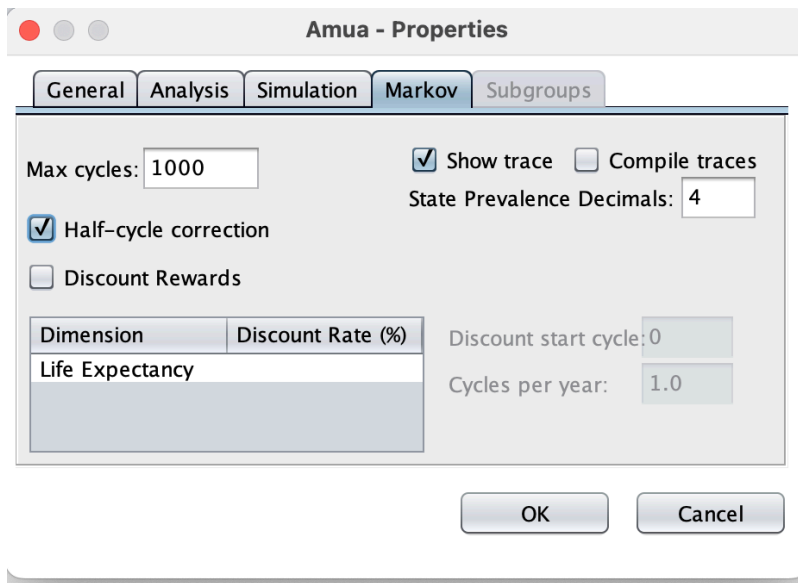 Amua - Properties
General Analysis Simulation Markov Subgroups
Max cycles: 1000
Show trace Compile traces
State Prevalence Decimals: 4
Half-cycle correction
Discount Rewards
Dimension Discount Rate (%)
Life Expectancy
Discount start cycle: 0
Cycles per year: 1.0
OK Cancel